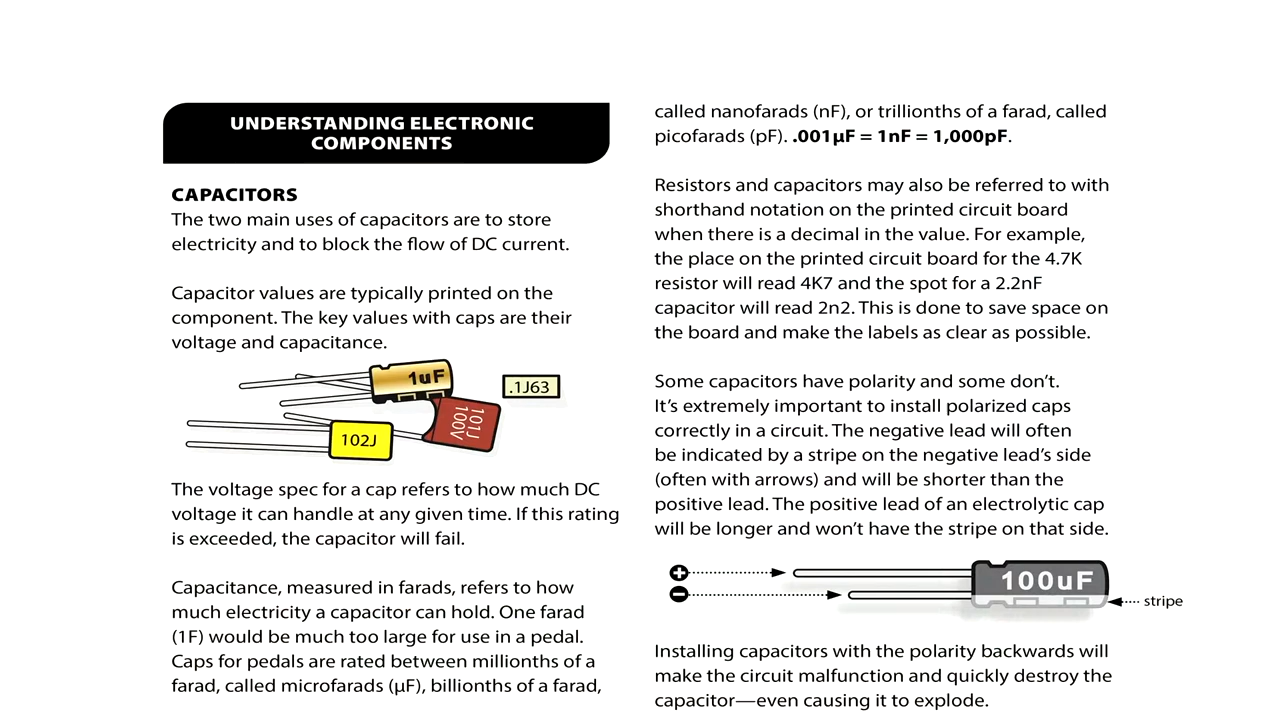 UNDERSTANDING ELECTRONIC
COMPONENTS
CAPACITORS
The two main uses of capacitors are to store
electricity and to block the flow of DC current.
Capacitor values are typically printed on the
component. The key values with caps are their
voltage and capacitance.
1uF
.1J63
101J
100V
102J
The voltage spec for a cap refers to how much DC
voltage it can handle at any given time. If this rating
is exceeded, the capacitor will fail.
Capacitance, measured in farads, refers to how
much electricity a capacitor can hold. One farad
(1F) would be much too large for use in a pedal.
Caps for pedals are rated between millionths of a
farad, called microfarads (µF), billionths of a farad,
called nanofarads (nF), or trillionths of a farad, called
picofarads (pF). .001µF = 1nF = 1,000pF.
Resistors and capacitors may also be referred to with
shorthand notation on the printed circuit board
when there is a decimal in the value. For example,
the place on the printed circuit board for the 4.7K
resistor will read 4K7 and the spot for a 2.2nF
capacitor will read 2n2. This is done to save space on
the board and make the labels as clear as possible.
Some capacitors have polarity and some don't.
It's extremely important to install polarized caps
correctly in a circuit. The negative lead will often
be indicated by a stripe on the negative lead's side
(often with arrows) and will be shorter than the
positive lead. The positive lead of an electrolytic cap
will be longer and won't have the stripe on that side.
+
100uF
−
stripe
Installing capacitors with the polarity backwards will
make the circuit malfunction and quickly destroy the
capacitor—even causing it to explode.